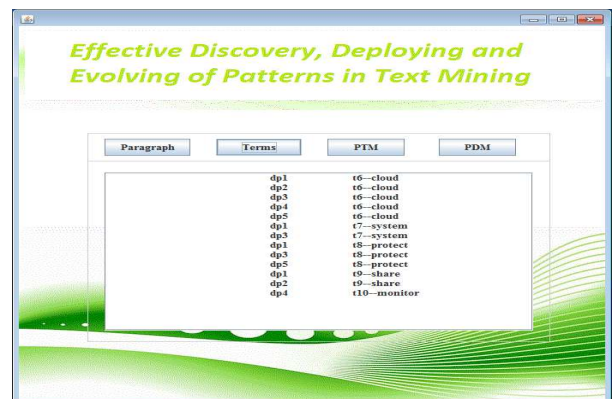 Effective Discovery, Deploying and
Evolving of Patterns in Text Mining
Paragraph Terms PTM PDM
dp1 t6--cloud
dp2 t6--cloud
dp3 t6--cloud
dp4 t6--cloud
dp5 t6--cloud
dp1 t7--system
dp3 t7--system
dp1 t8--protect
dp3 t8--protect
dp5 t8--protect
dp1 t9--share
dp2 t9--share
dp4 t10--monitor